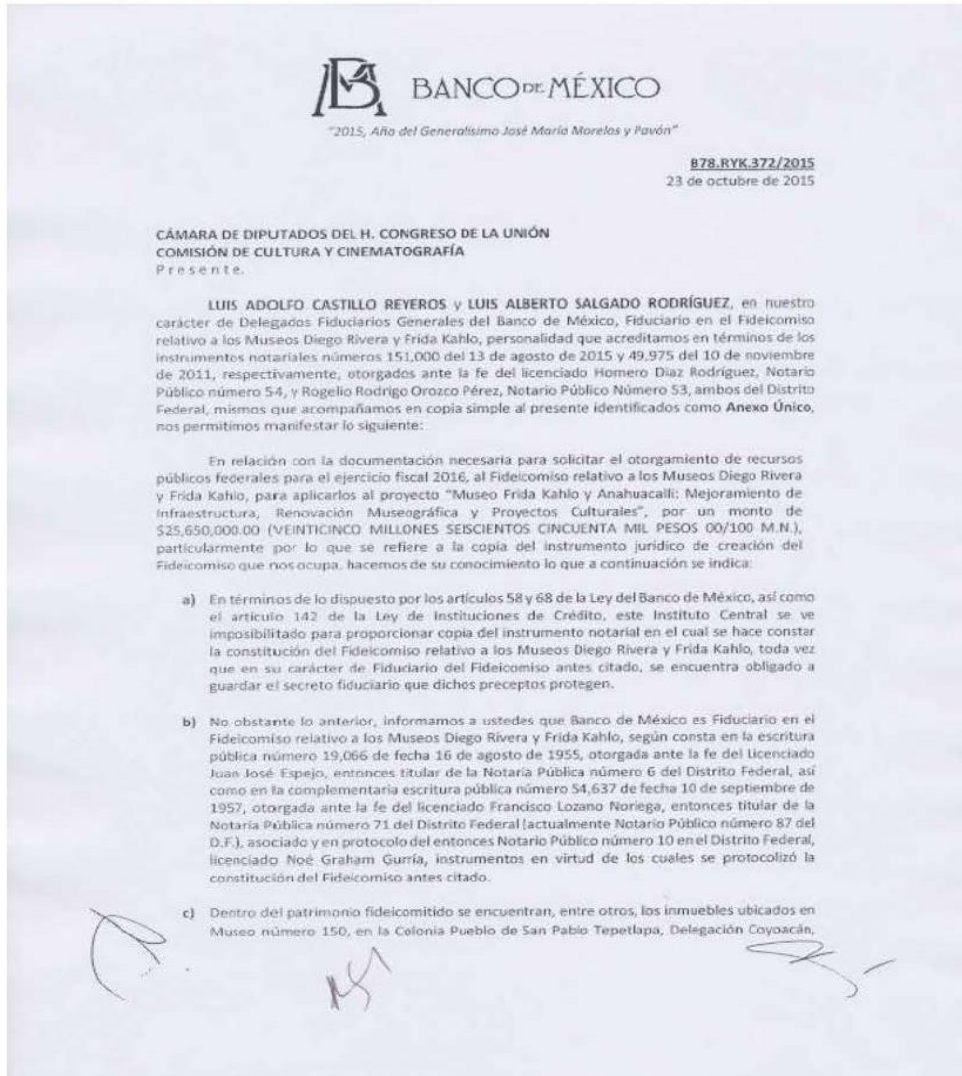 BANCO DE MÉXICO
"2015, Año del Generalísimo José María Morelos y Pavón"
B78.RYK.372/2015
23 de octubre de 2015
CÁMARA DE DIPUTADOS DEL H. CONGRESO DE LA UNIÓN
COMISIÓN DE CULTURA Y CINEMATOGRAFÍA
Presente.
LUIS ADOLFO CASTILLO REYEROS y LUIS ALBERTO SALGADO RODRÍGUEZ, en nuestro
carácter de Delegados Fiduciarios Generales del Banco de México, Fiduciario en el Fideicomiso
relativo a los Museos Diego Rivera y Frida Kahlo, personalidad que acreditamos en términos de los
instrumentos notariales números 151,000 del 13 de agosto de 2015 y 49,975 del 10 de noviembre
de 2011, respectivamente, otorgados ante la fe del licenciado Homero Díaz Rodríguez, Notario
Público número 54, y Rogelio Rodrigo Orozco Pérez, Notario Público Número 53, ambos del Distrito
Federal, mismos que acompañamos en copia simple al presente identificados como Anexo Único,
nos permitimos manifestar lo siguiente:
En relación con la documentación necesaria para solicitar el otorgamiento de recursos
públicos federales para el ejercicio fiscal 2016, al Fideicomiso relativo a los Museos Diego Rivera
y Frida Kahlo, para aplicarlos al proyecto "Museo Frida Kahlo y Anahuacalli: Mejoramiento de
Infraestructura, Renovación Museográfica y Proyectos Culturales", por un monto de
$25,650,000.00 (VEINTICINCO MILLONES SEISCIENTOS CINCUENTA MIL PESOS 00/100 M.N.),
particularmente por lo que se refiere a la copia del instrumento jurídico de creación del
Fideicomiso que nos ocupa, hacemos de su conocimiento lo que a continuación se indica:
a) En términos de lo dispuesto por los artículos 58 y 68 de la Ley del Banco de México, así como
el artículo 142 de la Ley de Instituciones de Crédito, este Instituto Central se ve
imposibilitado para proporcionar copia del instrumento notarial en el cual se hace constar
la constitución del Fideicomiso relativo a los Museos Diego Rivera y Frida Kahlo, toda vez
que en su carácter de Fiduciario del Fideicomiso antes citado, se encuentra obligado a
guardar el secreto fiduciario que dichos preceptos protegen.
b) No obstante lo anterior, informamos a ustedes que Banco de México es Fiduciario en el
Fideicomiso relativo a los Museos Diego Rivera y Frida Kahlo, según consta en la escritura
pública número 19,066 de fecha 16 de agosto de 1955, otorgada ante la fe del Licenciado
Juan José Espejo, entonces titular de la Notaría Pública número 6 del Distrito Federal, así
como en la complementaria escritura pública número 54,637 de fecha 10 de septiembre de
1957, otorgada ante la fe del licenciado Francisco Lozano Noriega, entonces titular de la
Notaría Pública número 71 del Distrito Federal (actualmente Notario Público número 87 del
D.F.), asociado y en protocolo del entonces Notario Público número 10 en el Distrito Federal,
licenciado Noé Graham Gurría, instrumentos en virtud de los cuales se protocolizó la
constitución del Fideicomiso antes citado.
c) Dentro del patrimonio fideicomitido se encuentran, entre otros, los inmuebles ubicados en
Museo número 150, en la Colonia Pueblo de San Pablo Tepetlapa, Delegación Coyoacán,